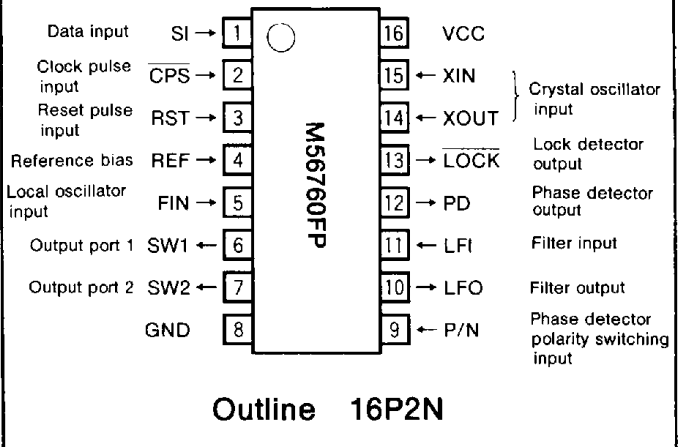 Data input SI → 1 16 VCC
Clock pulse input C̅P̅S̅ → 2 15 ← XIN
Crystal oscillator input
Reset pulse input RST → 3 14 ← XOUT
Reference bias REF → 4 13 → L̅O̅C̅K̅ Lock detector output
Local oscillator input FIN → 5 12 → PD Phase detector output
Output port 1 SW1 ← 6 11 ← LFI Filter input
Output port 2 SW2 ← 7 10 → LFO Filter output
GND 8 9 ← P/N Phase detector polarity switching input
M56760FP
Outline 16P2N